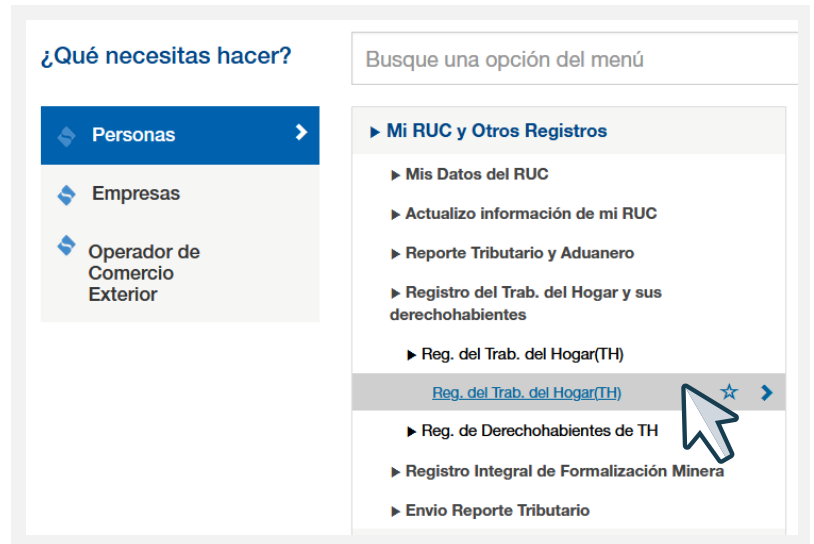 ¿Qué necesitas hacer?
Busque una opción del menú
Personas
Empresas
Operador de
Comercio
Exterior
Mi RUC y Otros Registros
Mis Datos del RUC
Actualizo información de mi RUC
Reporte Tributario y Aduanero
Registro del Trab. del Hogar y sus
derechohabientes
Reg. del Trab. del Hogar(TH)
Reg. del Trab. del Hogar(TH)
Reg. de Derechohabientes de TH
Registro Integral de Formalización Minera
Envio Reporte Tributario